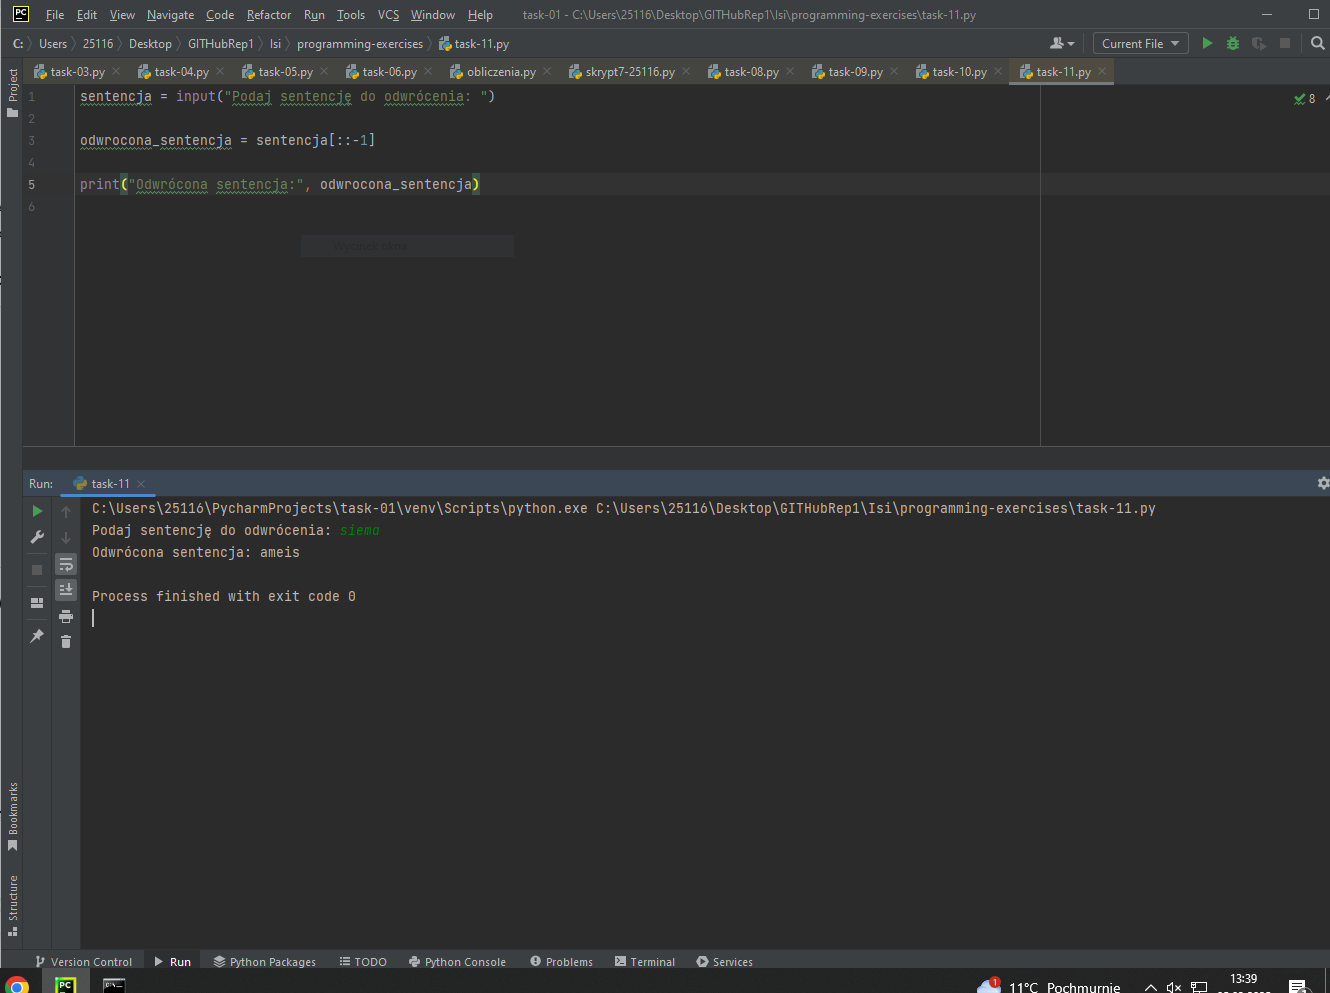 PC File Edit View Navigate Code Refactor Run Tools VCS Window Help task-01 - C:\Users\25116\Desktop\GITHubRep1\Isi\programming-exercises\task-11.py
C: Users 25116 Desktop GITHubRep1 Isi programming-exercises task-11.py Current File
task-03.py task-04.py task-05.py task-06.py obliczenia.py skrypt7-25116.py task-08.py task-09.py task-10.py task-11.py
Project
1 sentencja = input("Podaj sentencję do odwrócenia: ") 8
2
3 odwrocona_sentencja = sentencja[::-1]
4
5 print("Odwrócona sentencja:", odwrocona_sentencja)
6
Wycinek okna
Run: task-11
C:\Users\25116\PycharmProjects\task-01\venv\Scripts\python.exe C:\Users\25116\Desktop\GITHubRep1\Isi\programming-exercises\task-11.py
Podaj sentencję do odwrócenia: siema
Odwrócona sentencja: ameis
Process finished with exit code 0
Bookmarks
Structure
Version Control Run Python Packages TODO Python Console Problems Terminal Services
PC 1 11°C Pochmurnie 13:39